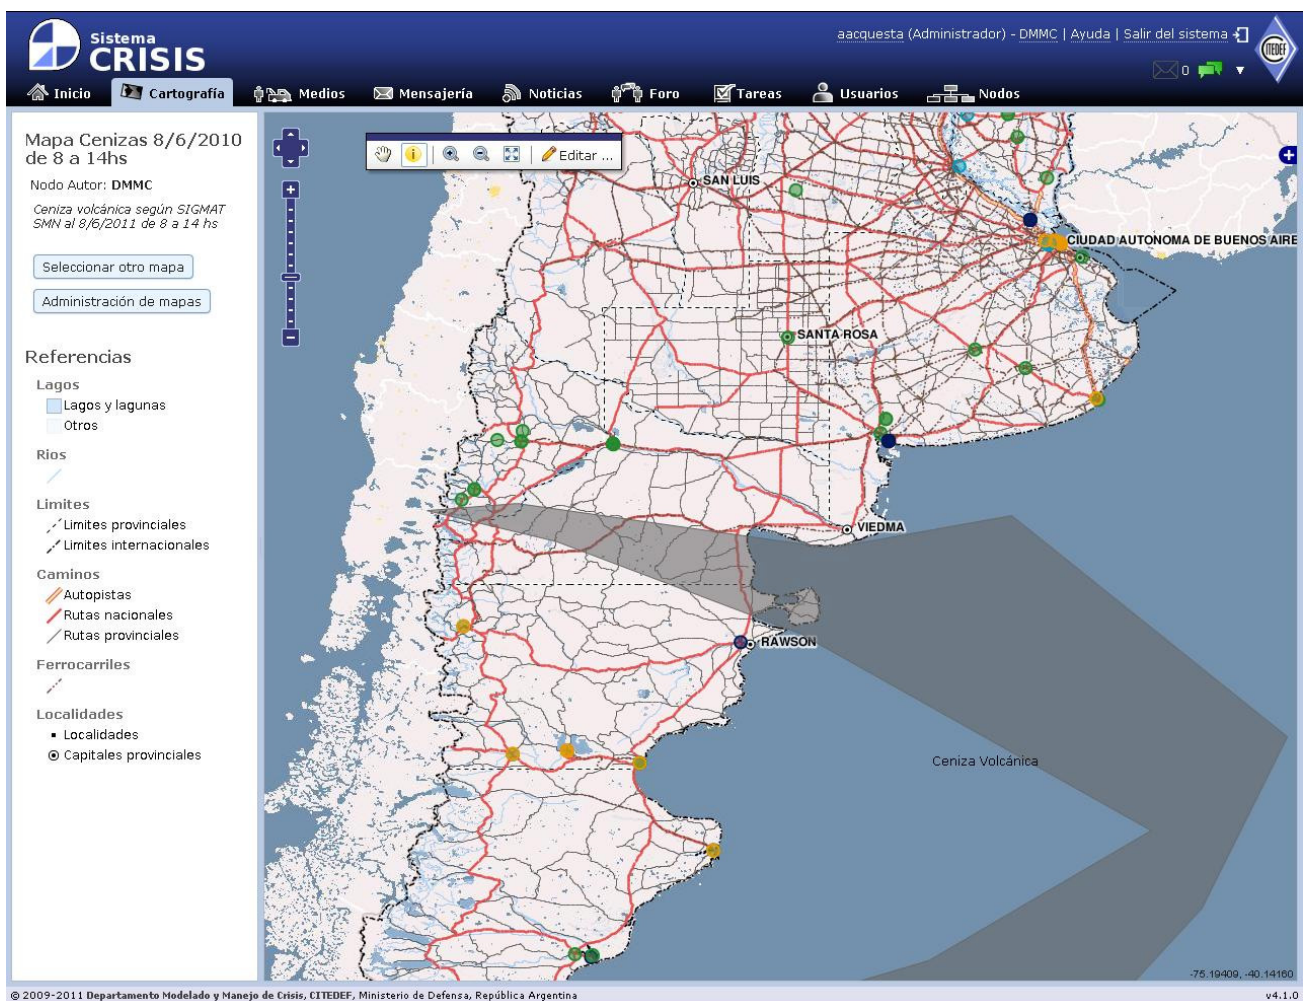 Sistema
CRISIS
aacquesta (Administrador) - DMMC | Ayuda | Salir del sistema
CITEDEF
0
Inicio Cartografía Medios Mensajería Noticias Foro Tareas Usuarios Nodos
Mapa Cenizas 8/6/2010
de 8 a 14hs
Nodo Autor: DMMC
Ceniza volcánica según SIGMAT
SMN al 8/6/2011 de 8 a 14 hs
Seleccionar otro mapa
Administración de mapas
Referencias
Lagos
Lagos y lagunas
Otros
Rios
Limites
Limites provinciales
Limites internacionales
Caminos
Autopistas
Rutas nacionales
Rutas provinciales
Ferrocarriles
Localidades
Localidades
Capitales provinciales
Editar ...
SAN LUIS
CIUDAD AUTONOMA DE BUENOS AIRE
SANTA ROSA
VIEDMA
RAWSON
Ceniza Volcánica
-75.19409, -40.14160
© 2009-2011 Departamento Modelado y Manejo de Crisis, CITEDEF, Ministerio de Defensa, República Argentina v4.1.0